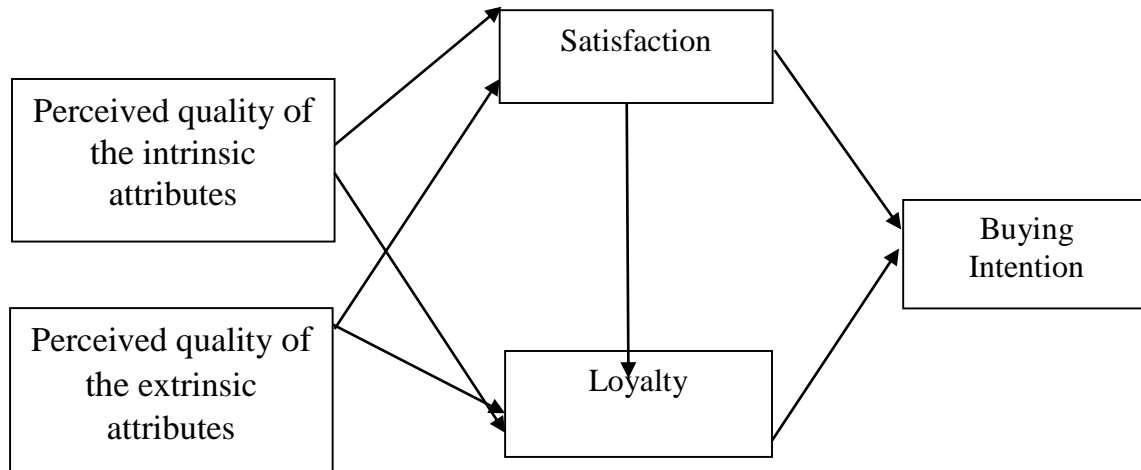 Satisfaction
Perceived quality of
the intrinsic
attributes
Buying
Intention
Perceived quality of
the extrinsic
attributes
Loyalty